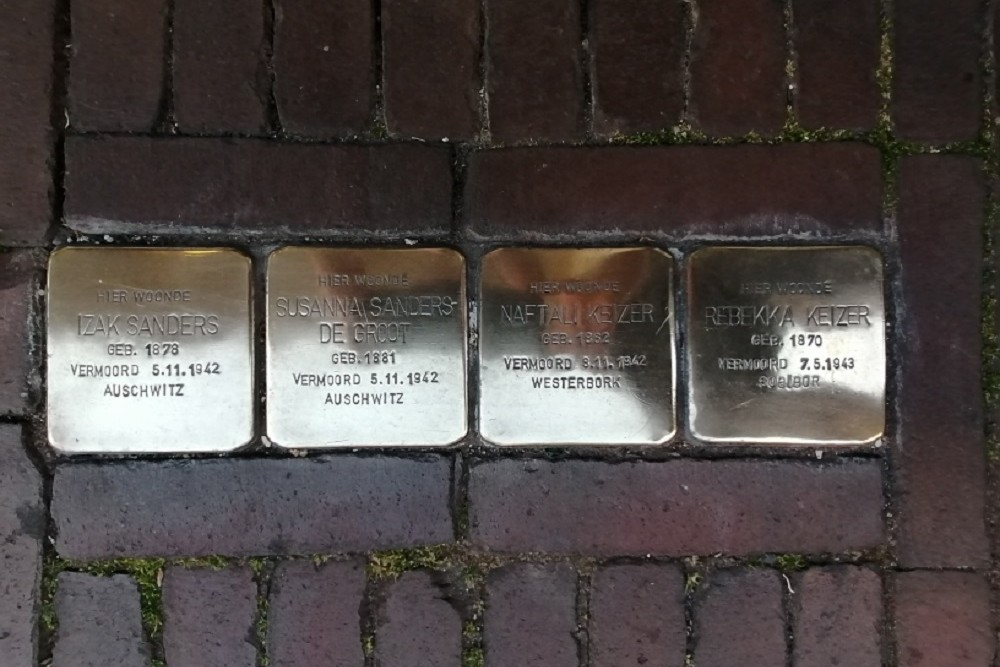 HIER WOONDE
IZAK SANDERS
GEB. 1878
VERMOORD 5.11.1942
AUSCHWITZ
HIER WOONDE
SUSANNA SANDERS-
DE GROOT
GEB. 1881
VERMOORD 5.11.1942
AUSCHWITZ
HIER WOONDE
NAFTALI KEIZER
GEB. 1862
VERMOORD 11.1942
WESTERBORK
HIER WOONDE
REBEKKA KEIZER
GEB. 1870
VERMOORD 7.5.1943
SOBIBOR